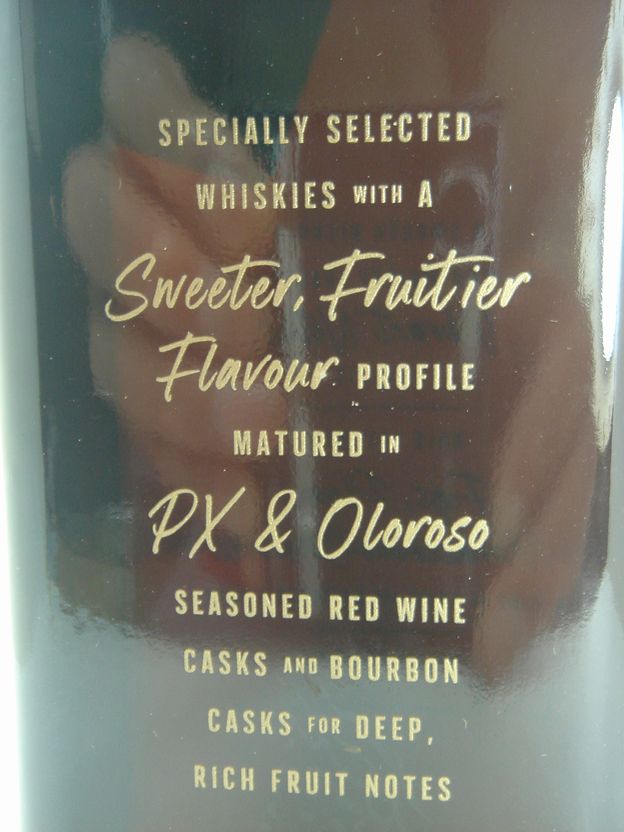 SPECIALLY SELECTED
WHISKIES WITH A
Sweeter, Fruitier
Flavour PROFILE
MATURED IN
PX & Oloroso
SEASONED RED WINE
CASKS AND BOURBON
CASKS FOR DEEP,
RICH FRUIT NOTES